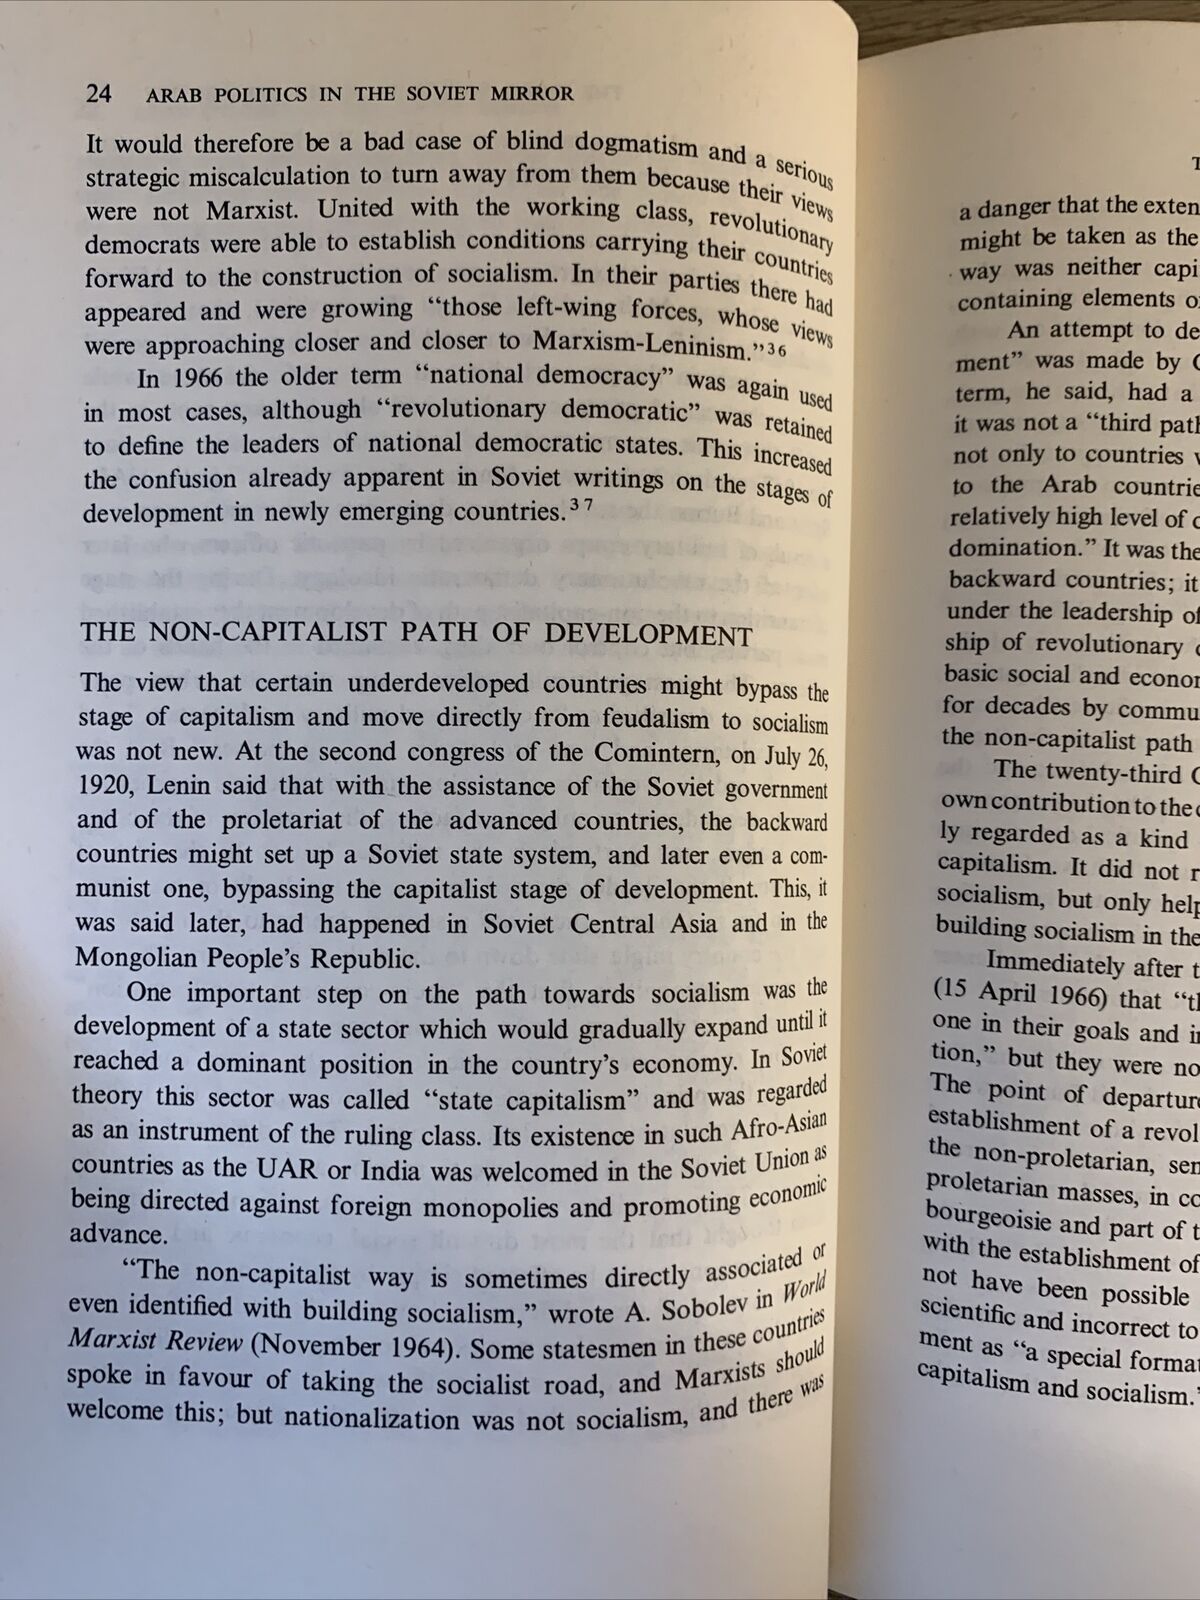 24 ARAB POLITICS IN THE SOVIET MIRROR
It would therefore be a bad case of blind dogmatism and a serious
strategic miscalculation to turn away from them because their views
were not Marxist. United with the working class, revolutionary
democrats were able to establish conditions carrying their countries
forward to the construction of socialism. In their parties there had
appeared and were growing “those left-wing forces, whose views
were approaching closer and closer to Marxism-Leninism.”36
In 1966 the older term “national democracy” was again used
in most cases, although “revolutionary democratic” was retained
to define the leaders of national democratic states. This increased
the confusion already apparent in Soviet writings on the stages of
development in newly emerging countries.37
THE NON-CAPITALIST PATH OF DEVELOPMENT
The view that certain underdeveloped countries might bypass the
stage of capitalism and move directly from feudalism to socialism
was not new. At the second congress of the Comintern, on July 26,
1920, Lenin said that with the assistance of the Soviet government
and of the proletariat of the advanced countries, the backward
countries might set up a Soviet state system, and later even a com-
munist one, bypassing the capitalist stage of development. This, it
was said later, had happened in Soviet Central Asia and in the
Mongolian People’s Republic.
One important step on the path towards socialism was the
development of a state sector which would gradually expand until it
reached a dominant position in the country’s economy. In Soviet
theory this sector was called “state capitalism” and was regarded
as an instrument of the ruling class. Its existence in such Afro-Asian
countries as the UAR or India was welcomed in the Soviet Union as
being directed against foreign monopolies and promoting economic
advance.
“The non-capitalist way is sometimes directly associated or
even identified with building socialism,” wrote A. Sobolev in World
Marxist Review (November 1964). Some statesmen in these countries
spoke in favour of taking the socialist road, and Marxists should
welcome this; but nationalization was not socialism, and there was
a danger that the exten
might be taken as the
way was neither capi
containing elements o
An attempt to de
ment” was made by
term, he said, had a
it was not a “third path
not only to countries
to the Arab countrie
relatively high level of
domination.” It was the
backward countries; it
under the leadership of
ship of revolutionary
basic social and econor
for decades by commu
the non-capitalist path
The twenty-third
own contribution to the
ly regarded as a kind
capitalism. It did not
socialism, but only help
building socialism in the
Immediately after t
(15 April 1966) that “th
one in their goals and in
tion,” but they were no
The point of departure
establishment of a revol
the non-proletarian, sem
proletarian masses, in co
bourgeoisie and part of t
with the establishment of
not have been possible
scientific and incorrect to
ment as “a special format
capitalism and socialism.”